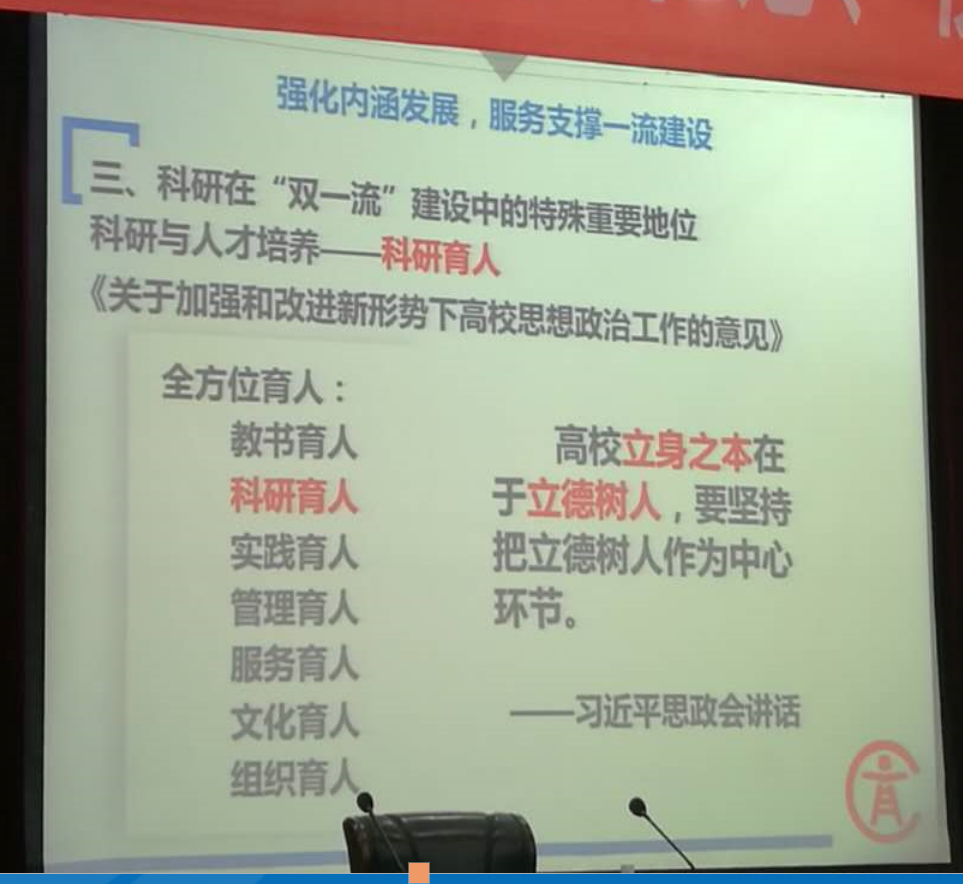 强化内涵发展，服务支撑一流建设
三、科研在“双一流”建设中的特殊重要地位
科研与人才培养——科研育人
《关于加强和改进新形势下高校思想政治工作的意见》
全方位育人：
教书育人
科研育人
实践育人
管理育人
服务育人
文化育人
组织育人
高校立身之本在
于立德树人，要坚持
把立德树人作为中心
环节。
——习近平思政会讲话
育